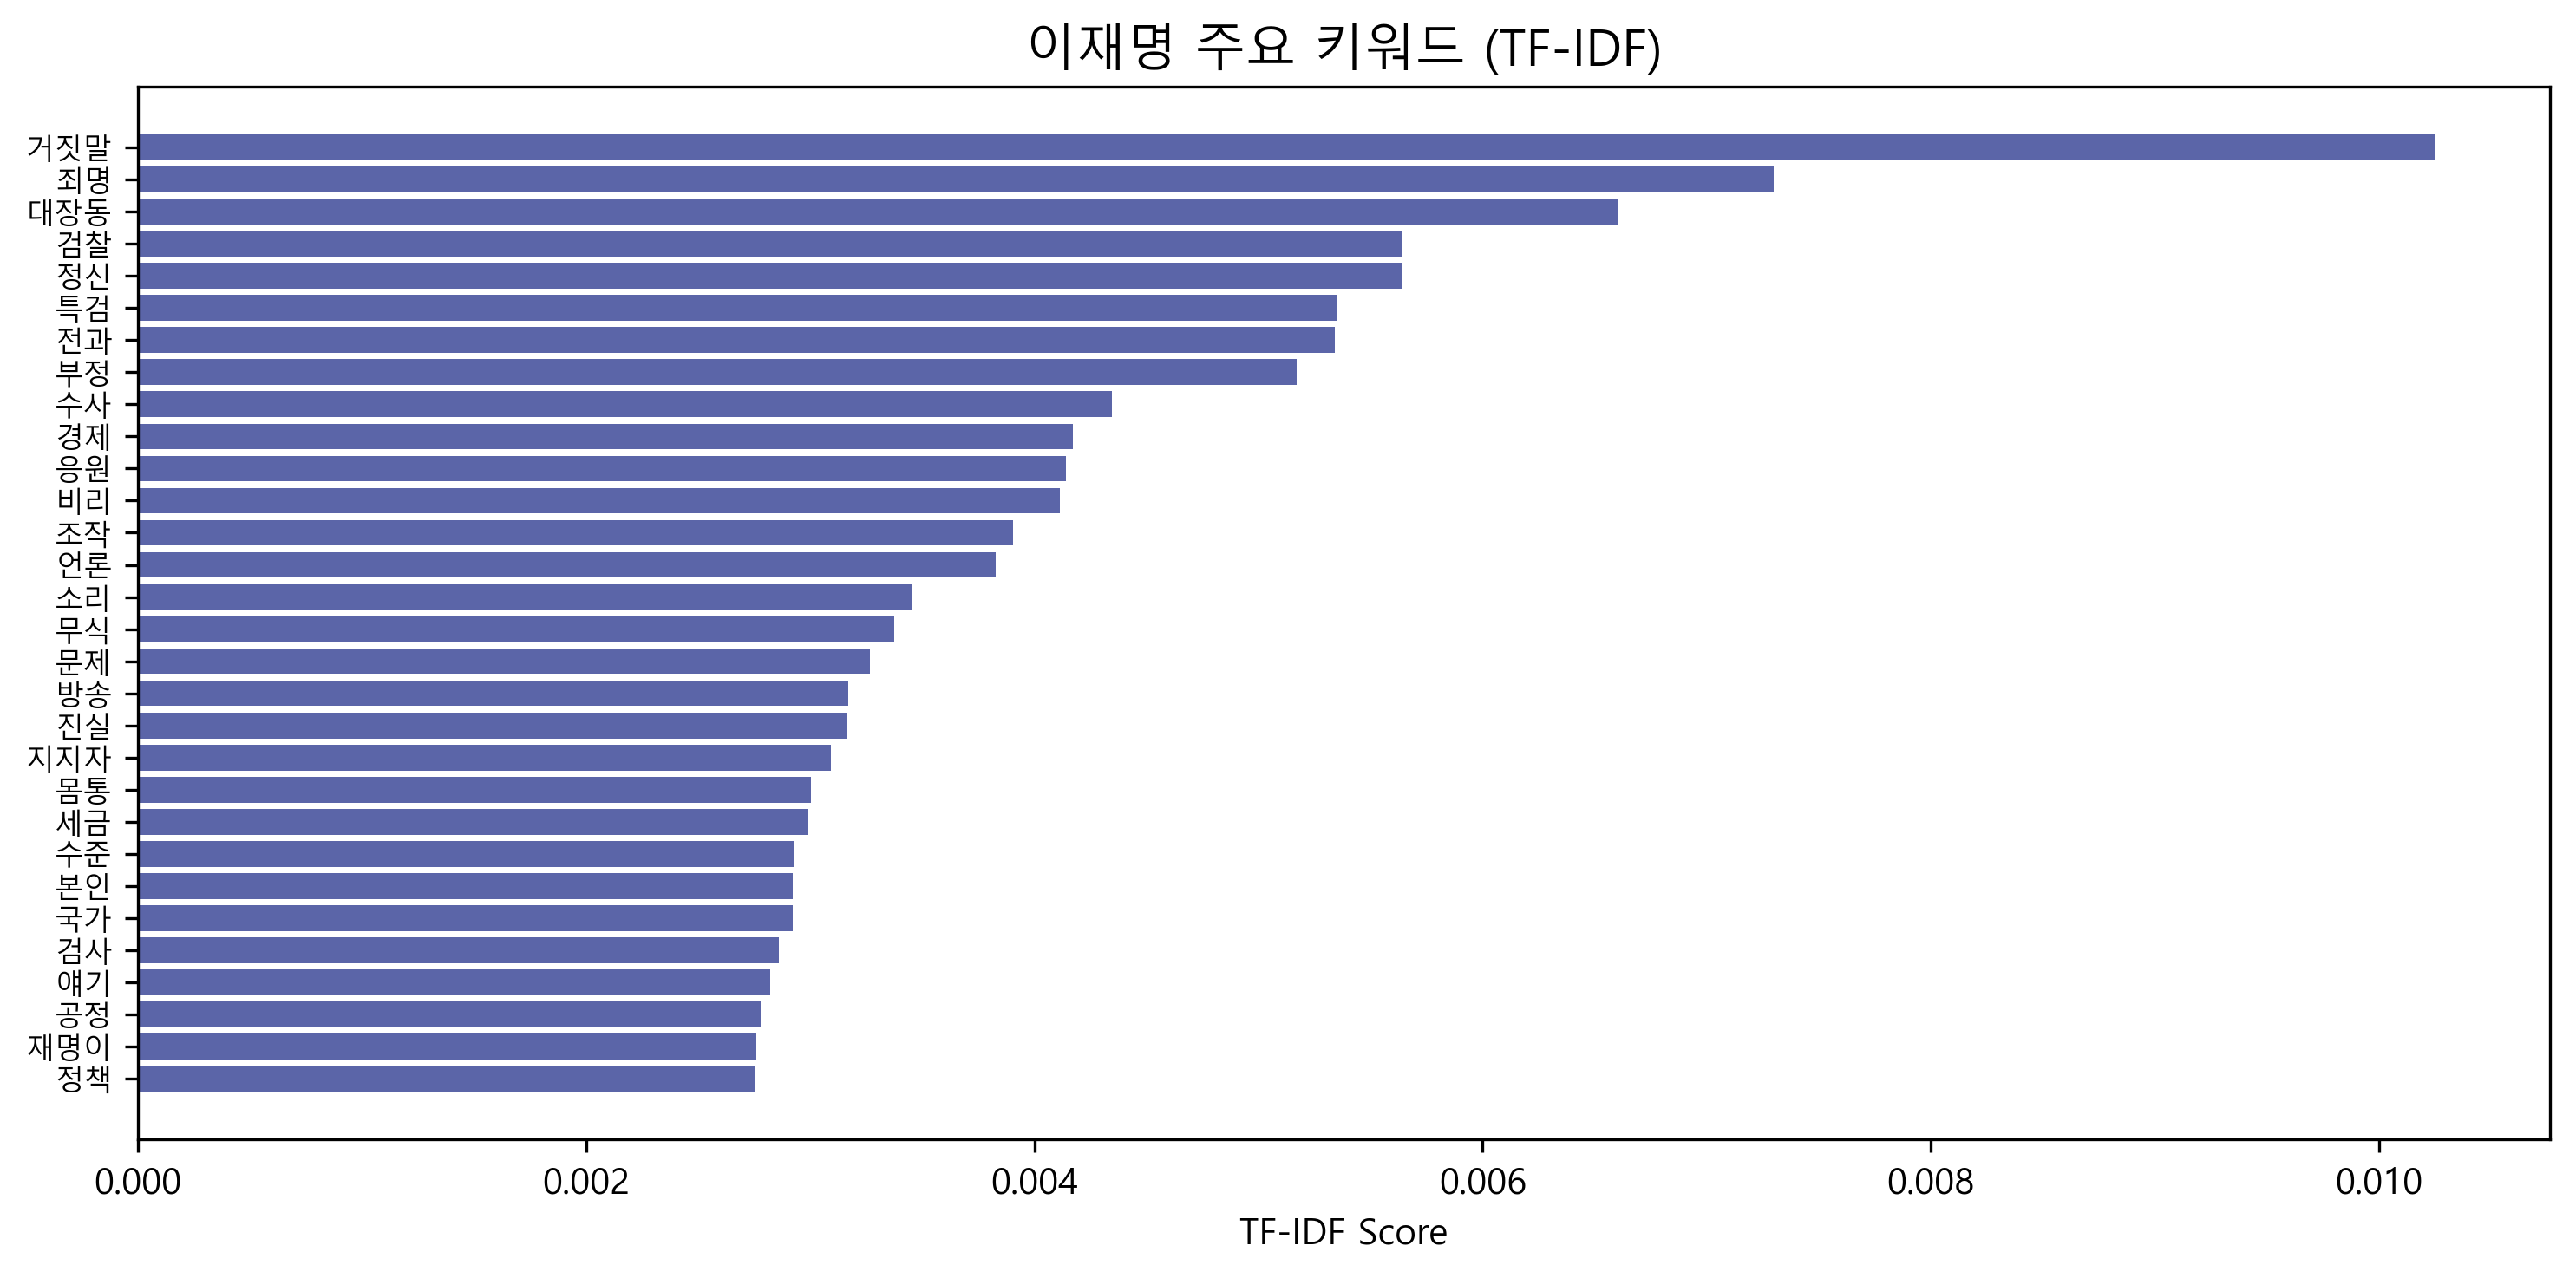 이재명 주요 키워드 (TF-IDF)
거짓말
죄명
대장동
검찰
정신
특검
전과
부정
수사
경제
응원
비리
조작
언론
소리
무식
문제
방송
진실
지지자
몸통
세금
수준
본인
국가
검사
얘기
공정
재명이
정책
0.000 0.002 0.004 0.006 0.008 0.010
TF-IDF Score